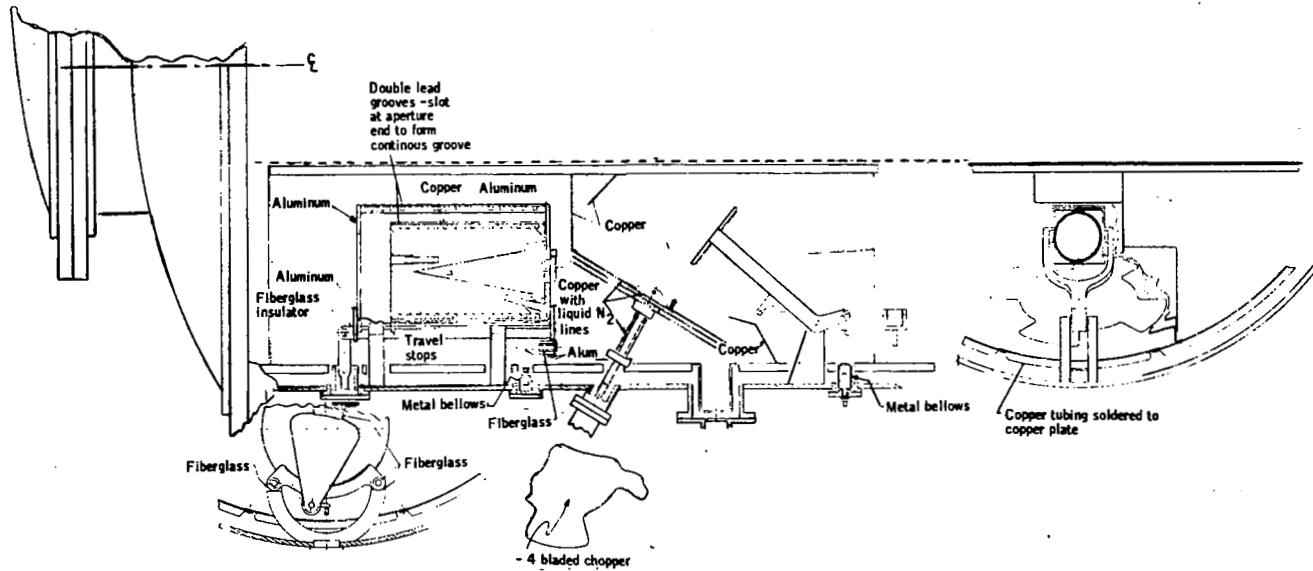 ℄
Double lead
grooves - slot
at aperture
end to form
continous groove
Copper Aluminum
Aluminum
Copper
Aluminum
Fiberglass
insulator
Copper
with
liquid N2
lines
Travel
stops
Copper
Alum
Metal bellows
Fiberglass
Metal bellows
Copper tubing soldered to
copper plate
Fiberglass
Fiberglass
- 4 bladed chopper